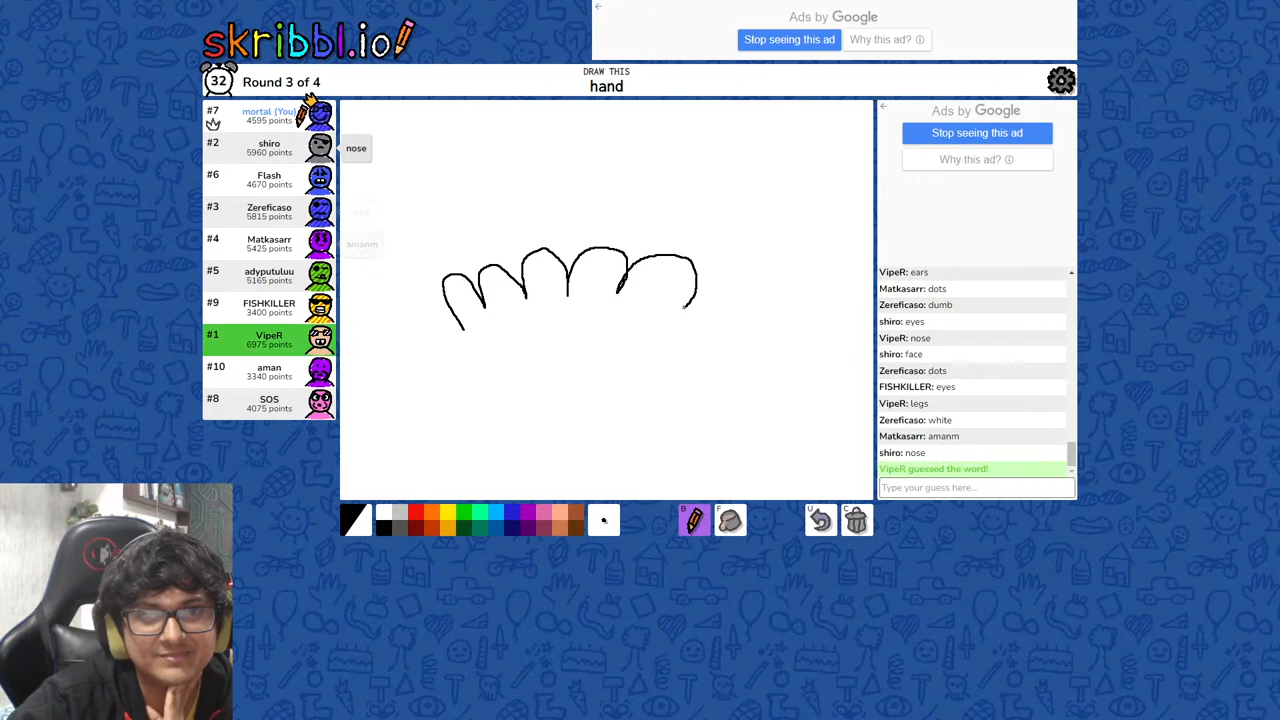 Ads by Google
Stop seeing this ad
Why this ad?
skribbl.io
32
Round 3 of 4
DRAW THIS
hand
#7
mortal (You)
4595 points
#2
shiro
5960 points
nose
#6
Flash
4670 points
#3
Zereficaso
5815 points
#4
Matkasarr
5425 points
amanm
#5
adyputuluu
5165 points
#9
FISHKILLER
3400 points
#1
VipeR
6975 points
#10
aman
3340 points
#8
SOS
4075 points
Ads by Google
Stop seeing this ad
Why this ad?
VipeR: ears
Matkasarr: dots
Zereficaso: dumb
shiro: eyes
VipeR: nose
shiro: face
Zereficaso: dots
FISHKILLER: eyes
VipeR: legs
Zereficaso: white
Matkasarr: amanm
shiro: nose
VipeR guessed the word!
Type your guess here...
B
F
U
C